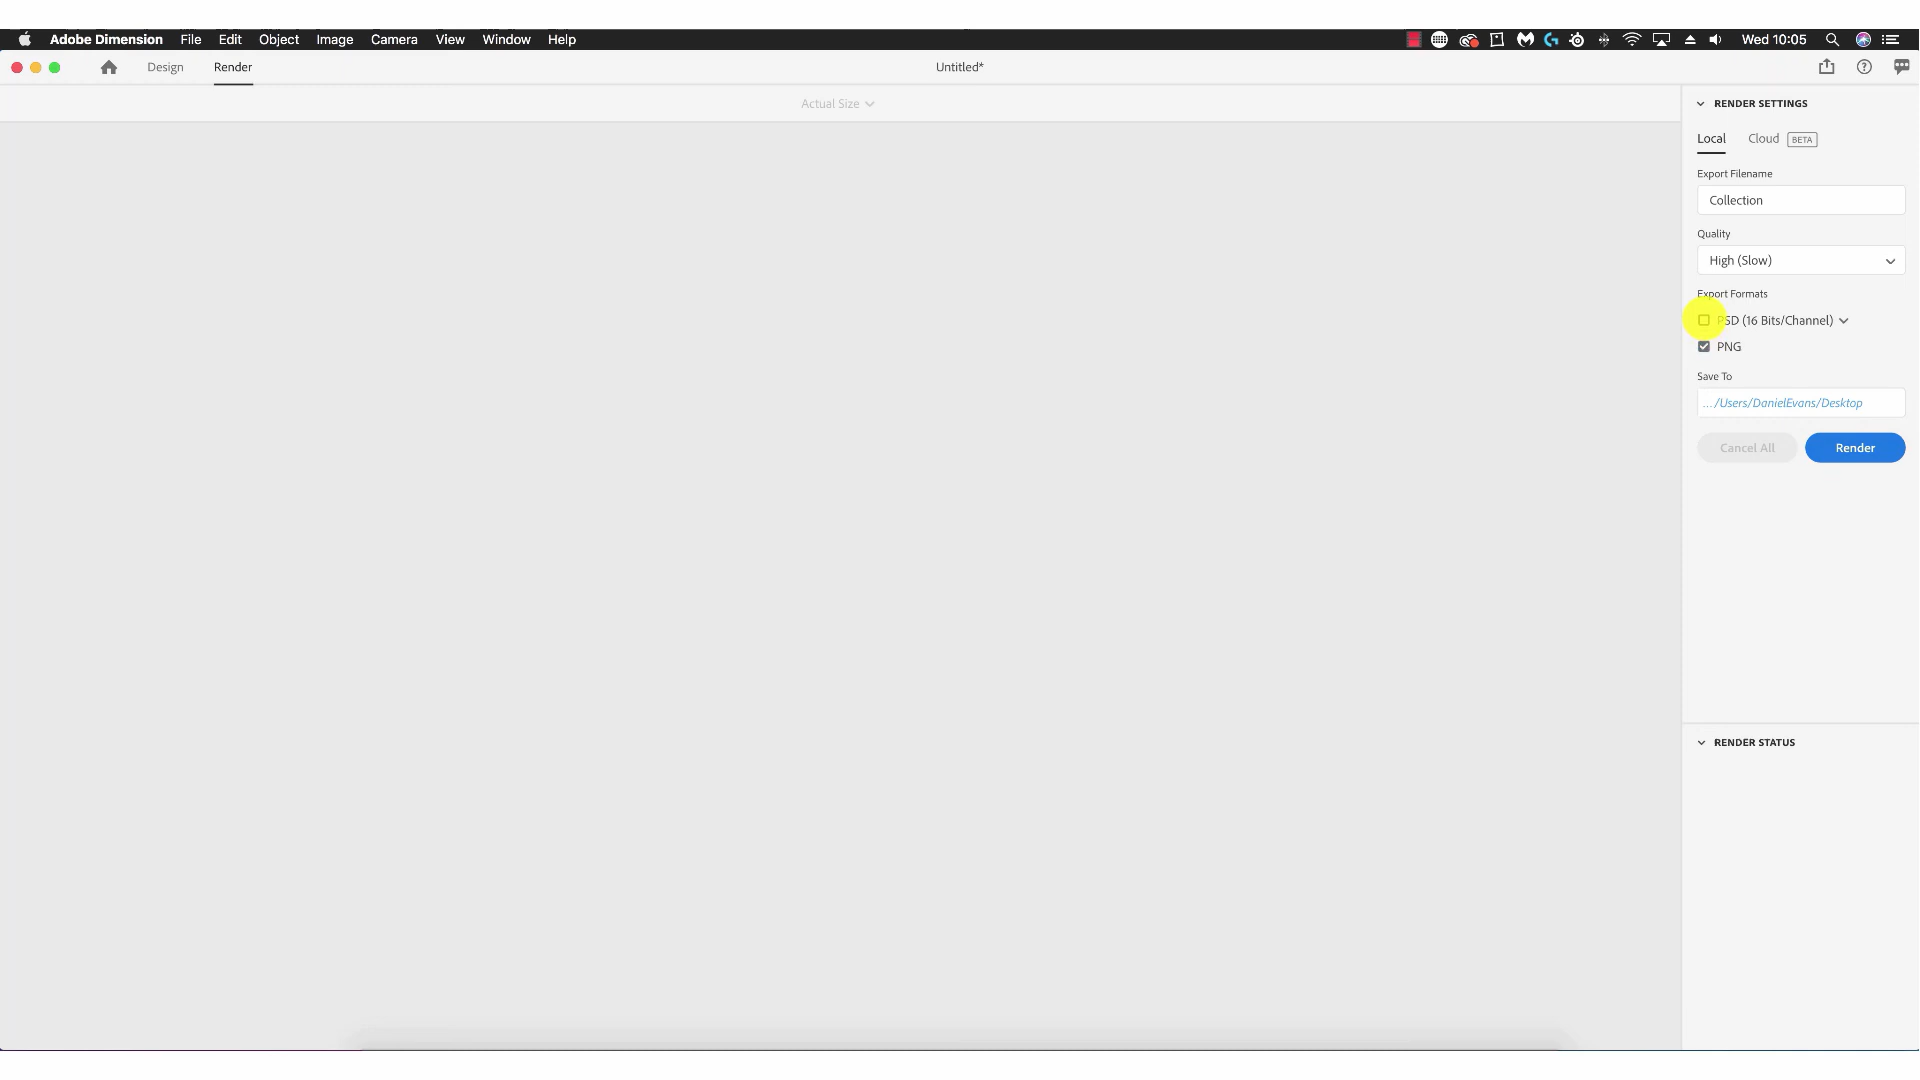 Adobe Dimension File Edit Object Image Camera View Window Help Wed 10:05
Design Render Untitled*
Actual Size
RENDER SETTINGS
Local Cloud BETA
Export Filename
Collection
Quality
High (Slow)
Export Formats
PSD (16 Bits/Channel)
PNG
Save To
.../Users/DanielEvans/Desktop
Cancel All Render
RENDER STATUS